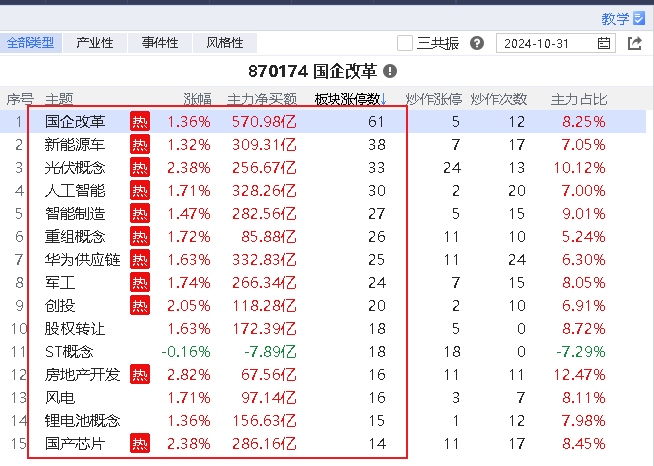 教学
全部类型 产业性 事件性 风格性 三共振 2024-10-31
870174 国企改革
序号 主题 涨幅 主力净买额 板块涨停数↓ 炒作涨停 炒作次数 主力占比
1 国企改革 热 1.36% 570.98亿 61 5 12 8.25%
2 新能源车 热 1.32% 309.31亿 38 7 17 7.05%
3 光伏概念 热 2.38% 256.67亿 33 24 13 10.12%
4 人工智能 热 1.71% 328.26亿 30 2 20 7.00%
5 智能制造 热 1.47% 282.56亿 27 5 15 9.01%
6 重组概念 热 1.72% 85.88亿 26 11 10 5.24%
7 华为供应链 热 1.63% 332.83亿 25 11 24 6.30%
8 军工 热 1.74% 266.34亿 24 7 15 8.05%
9 创投 热 2.05% 118.28亿 20 2 10 6.91%
10 股权转让 1.63% 172.39亿 18 5 0 8.72%
11 ST概念 -0.16% -7.89亿 18 18 0 -7.29%
12 房地产开发 热 2.82% 67.56亿 16 11 11 12.47%
13 风电 1.71% 97.14亿 16 3 7 8.11%
14 锂电池概念 1.36% 156.63亿 15 1 12 7.98%
15 国产芯片 热 2.38% 286.16亿 14 11 17 8.45%